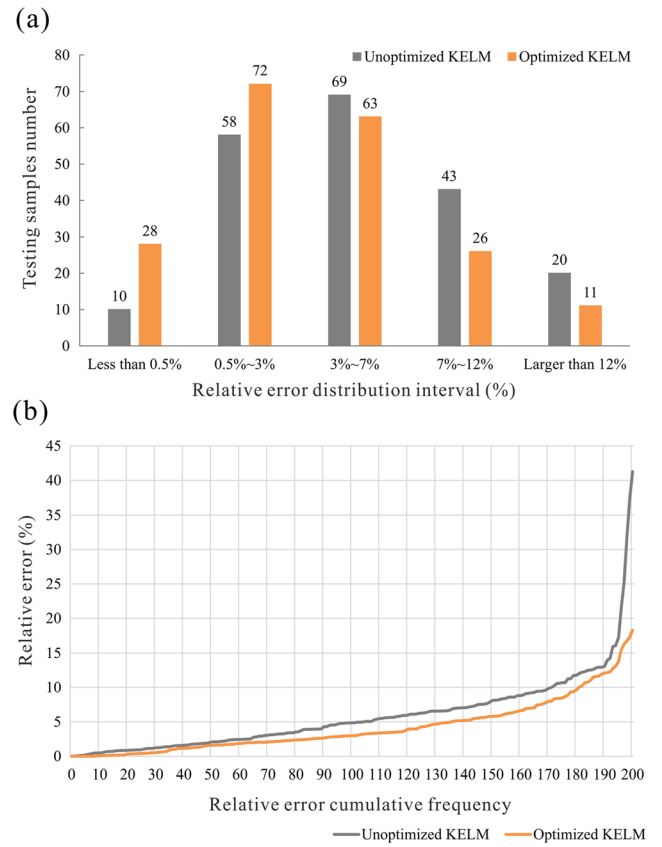 (a)
Unoptimized KELM Optimized KELM
Testing samples number
80
70
60
50
40
30
20
10
0
10 28
58 72
69 63
43 26
20 11
Less than 0.5% 0.5%~3% 3%~7% 7%~12% Larger than 12%
Relative error distribution interval (%)
(b)
Relative error (%)
45
40
35
30
25
20
15
10
5
0
0 10 20 30 40 50 60 70 80 90 100 110 120 130 140 150 160 170 180 190 200
Relative error cumulative frequency
Unoptimized KELM Optimized KELM